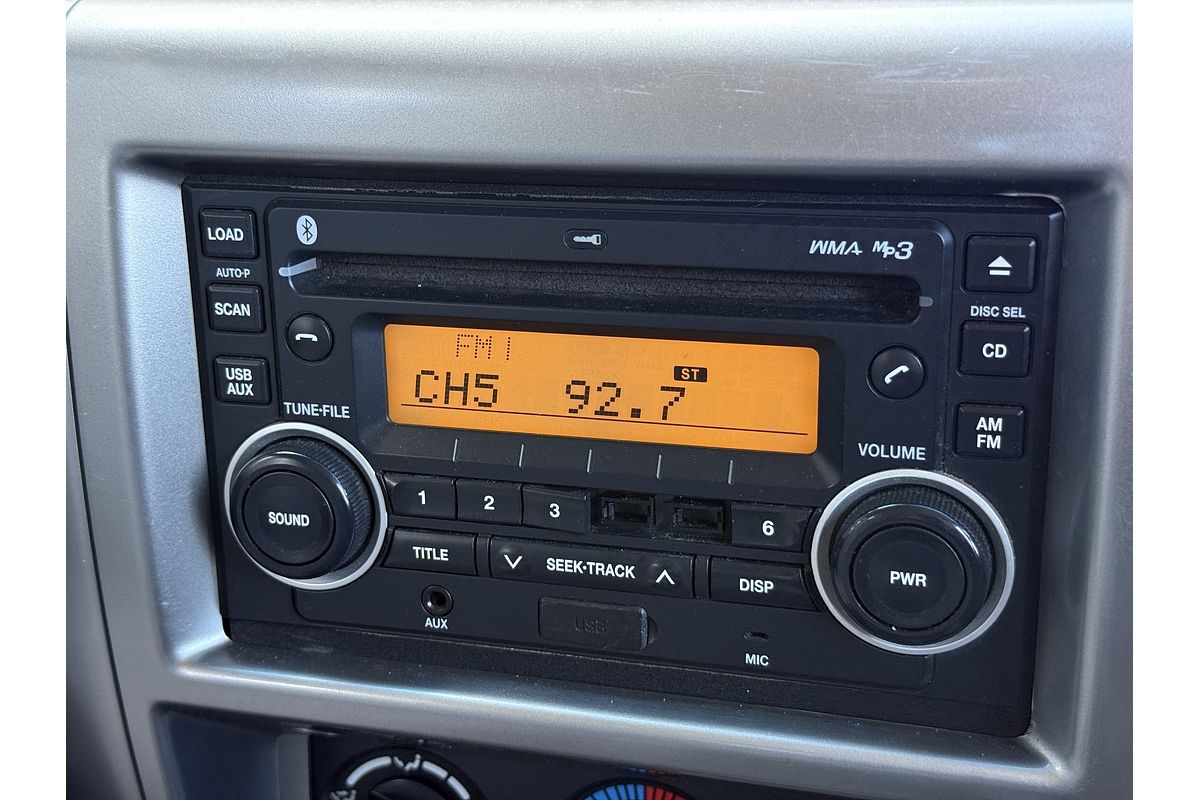 LOAD
AUTO-P
SCAN
USB
AUX
TUNE•FILE
SOUND
WMA MP3
FM1
ST
CH5 92.7
DISC SEL
CD
AM
FM
VOLUME
PWR
1
2
3
6
TITLE
SEEK•TRACK
DISP
AUX
USB
MIC